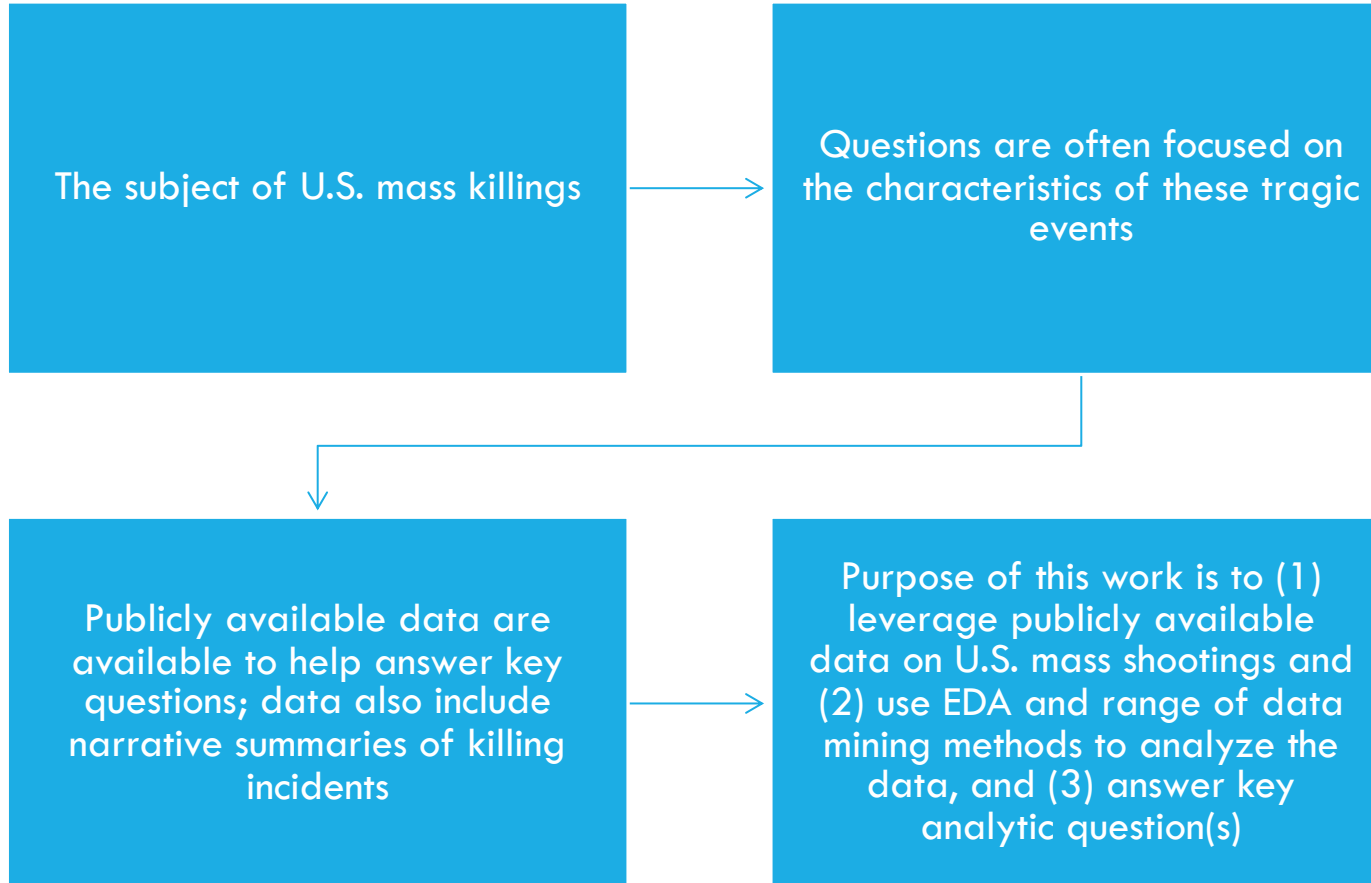 The subject of U.S. mass killings
Questions are often focused on
the characteristics of these tragic
events
Publicly available data are
available to help answer key
questions; data also include
narrative summaries of killing
incidents
Purpose of this work is to (1)
leverage publicly available
data on U.S. mass shootings and
(2) use EDA and range of data
mining methods to analyze the
data, and (3) answer key
analytic question(s)